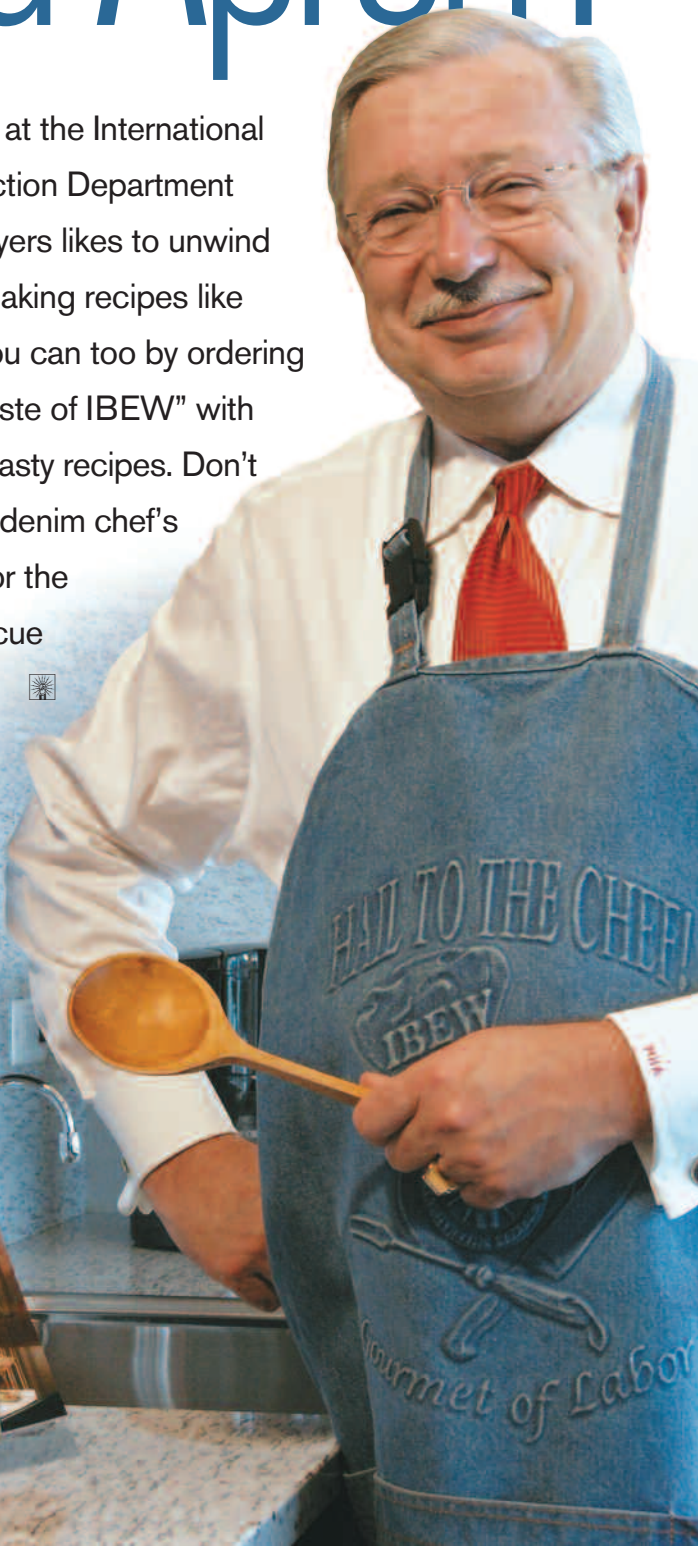 Apron
at the International
ction Department
yers likes to unwind
aking recipes like
ou can too by ordering
ste of IBEW” with
asty recipes. Don’t
denim chef’s
or the
cue
HAIL TO THE CHEF!
IBEW
Gourmet of Labor